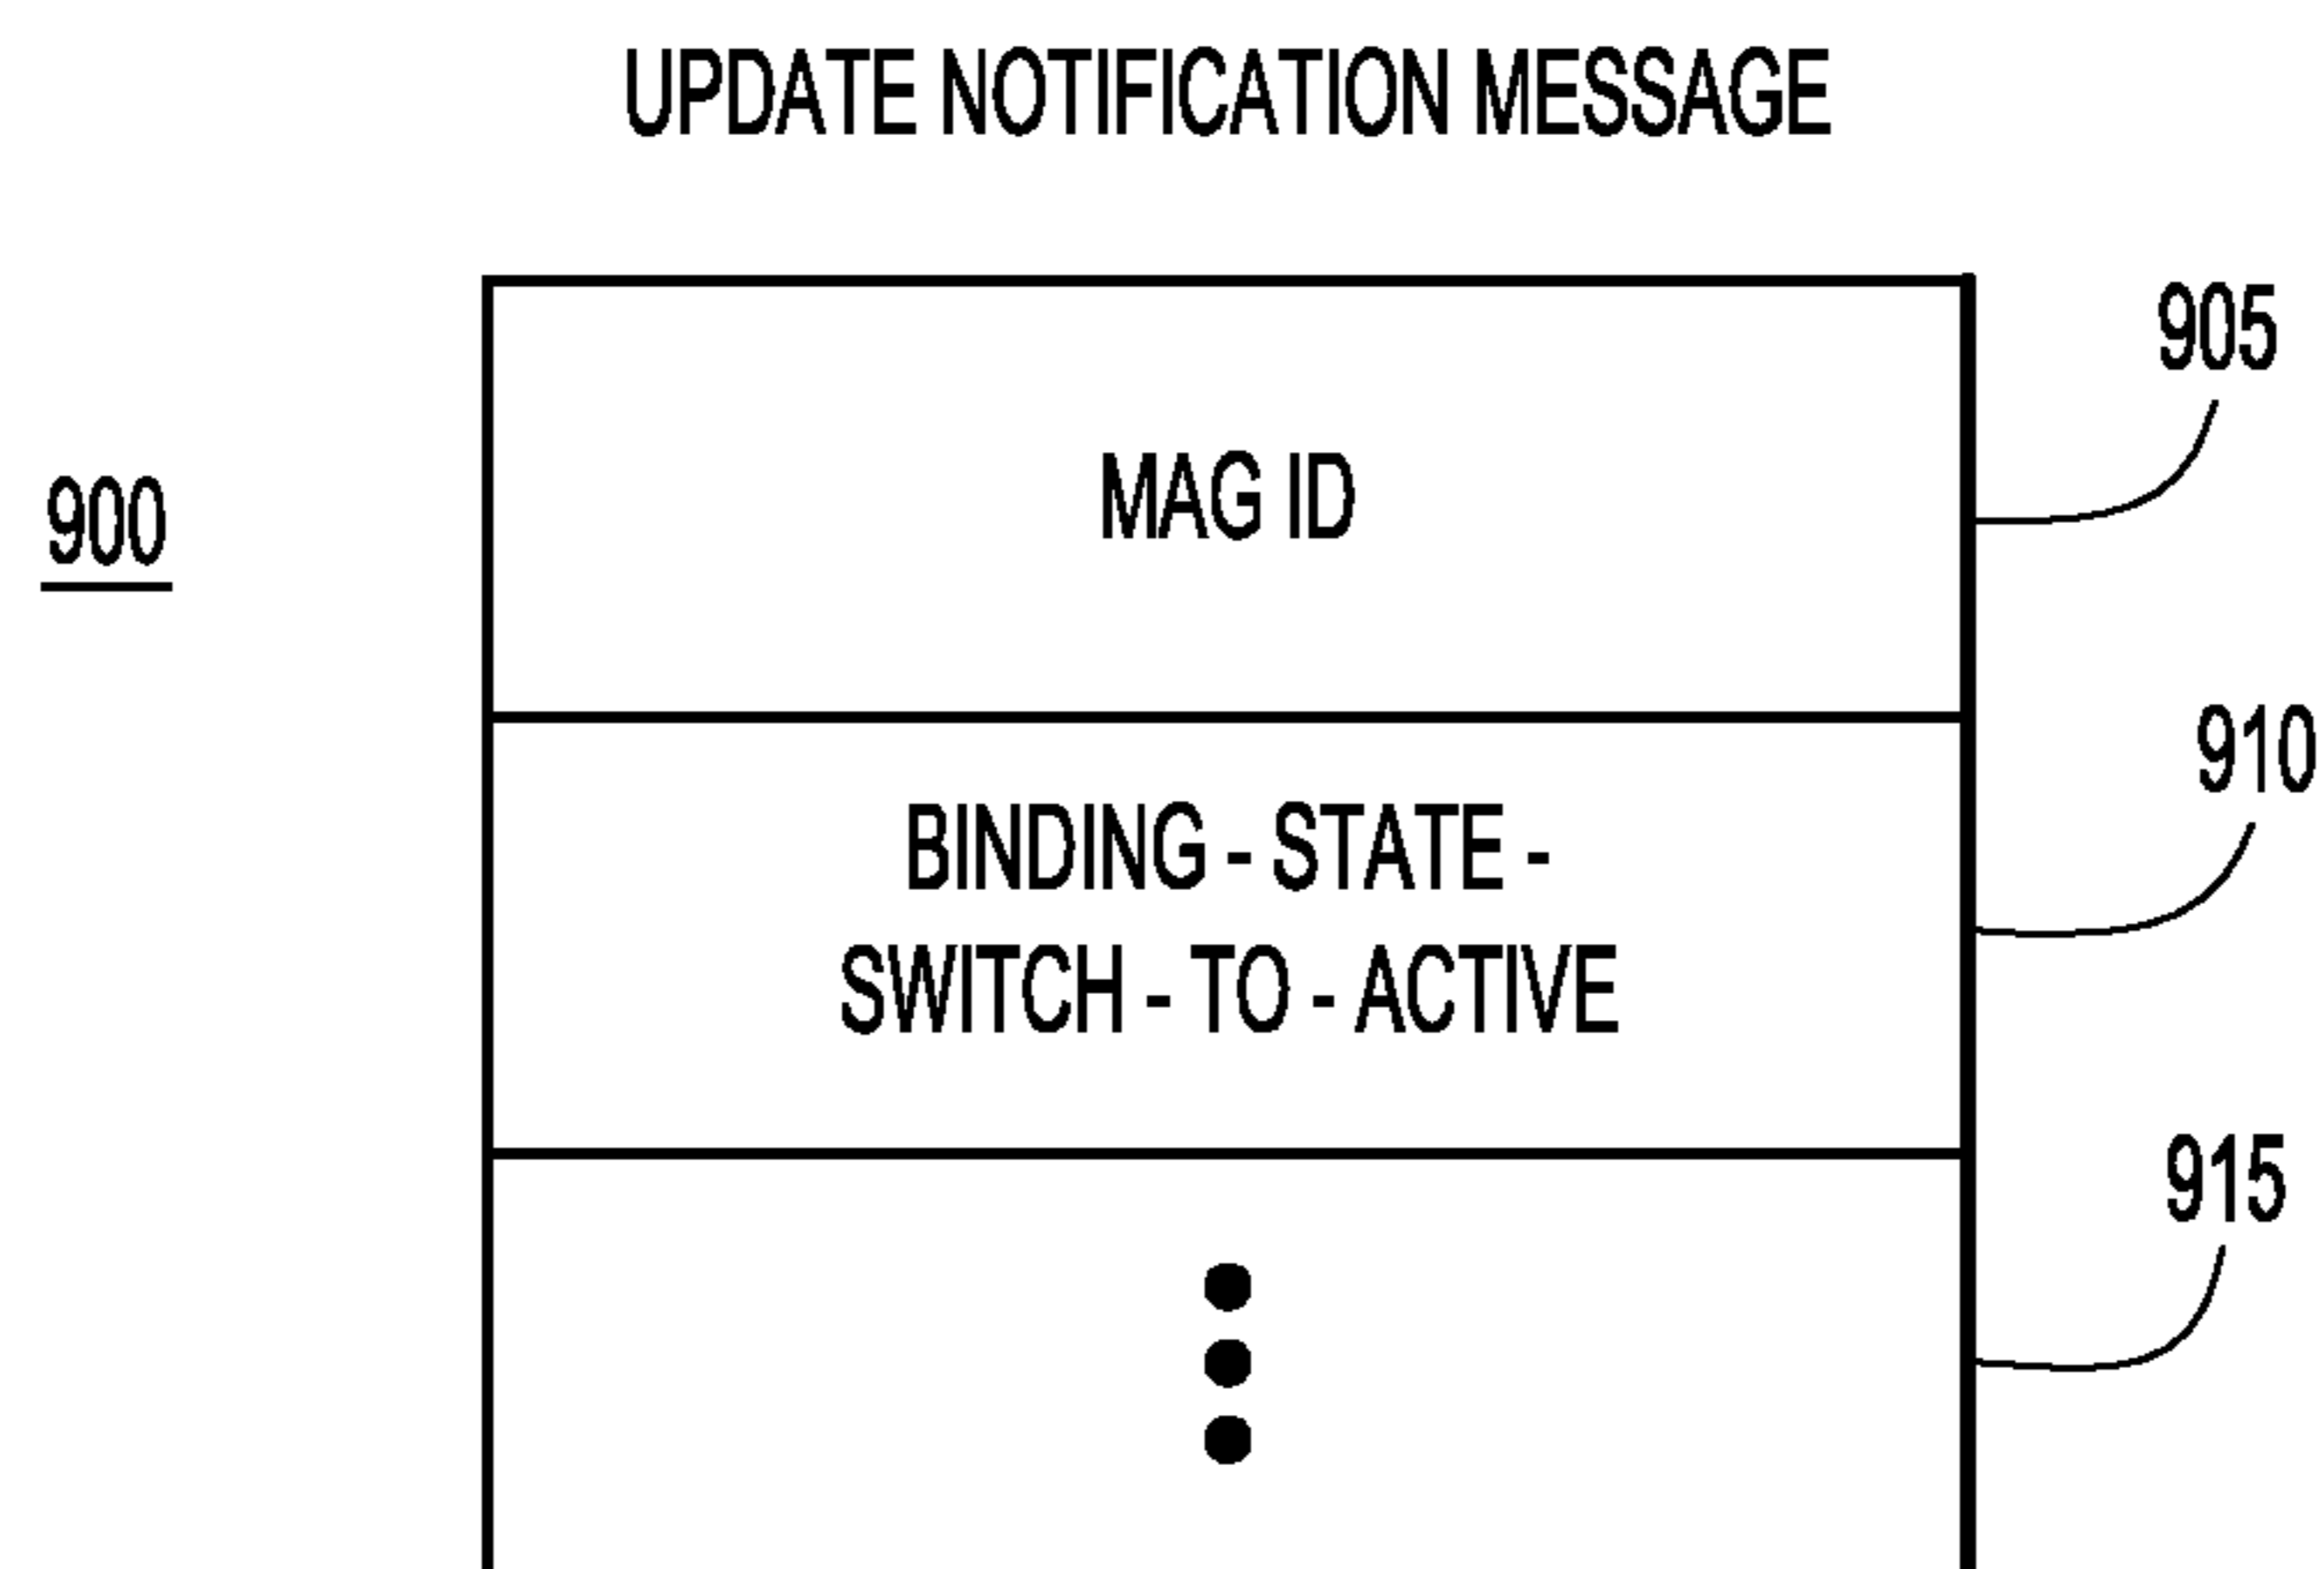 UPDATE NOTIFICATION MESSAGE
905
MAG ID
900
910
BINDING - STATE -
SWITCH - TO - ACTIVE
915